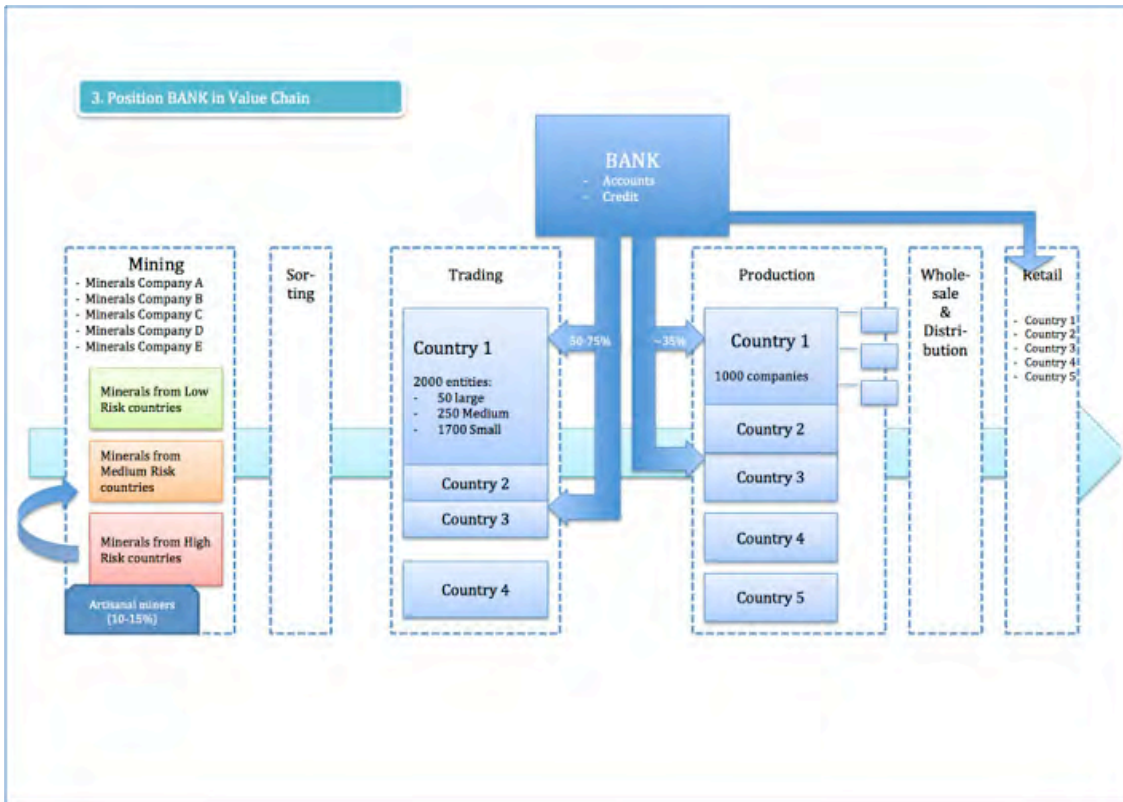 3. Position BANK in Value Chain
BANK
- Accounts
- Credit
Mining
- Minerals Company A
- Minerals Company B
- Minerals Company C
- Minerals Company D
- Minerals Company E
Minerals from Low
Risk countries
Minerals from
Medium Risk
countries
Minerals from High
Risk countries
Artisanal miners
(10-15%)
Sor-
ting
Trading
Country 1
2000 entities:
- 50 large
- 250 Medium
- 1700 Small
Country 2
Country 3
Country 4
50-75%
~35%
Production
Country 1
1000 companies
Country 2
Country 3
Country 4
Country 5
Whole-
sale
&
Distri-
bution
Retail
- Country 1
- Country 2
- Country 3
- Country 4
- Country 5